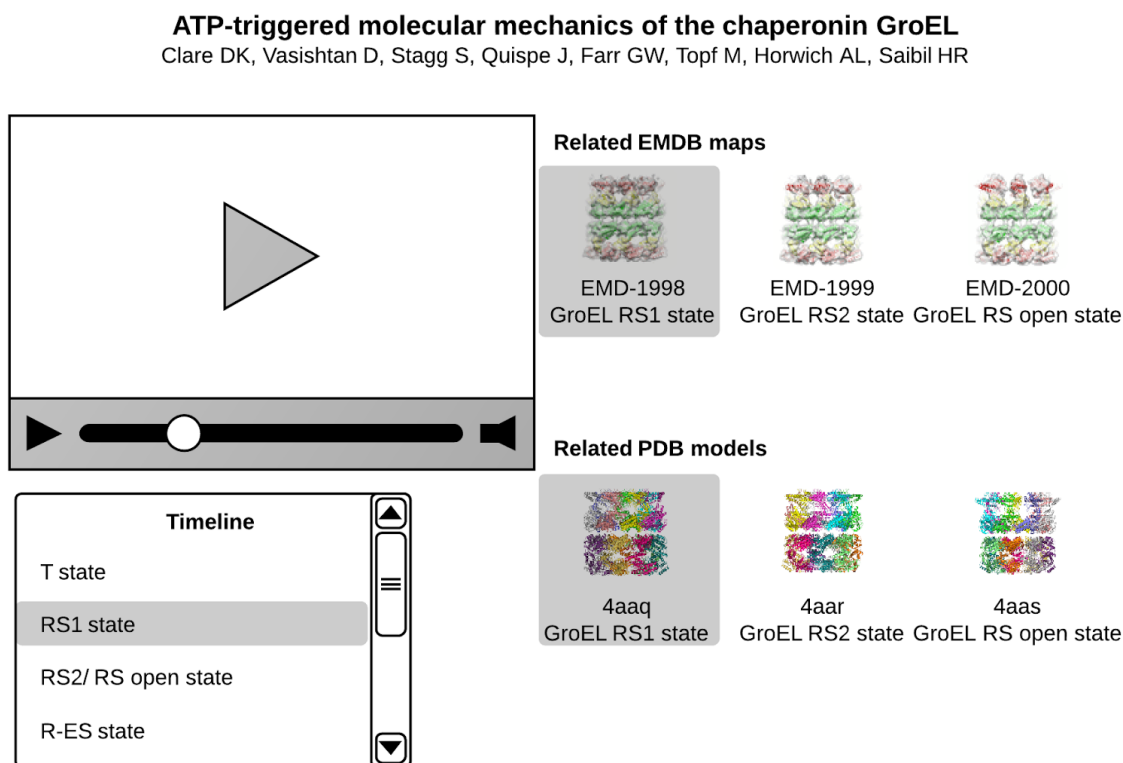 ATP-triggered molecular mechanics of the chaperonin GroEL
Clare DK, Vasishtan D, Stagg S, Quispe J, Farr GW, Topf M, Horwich AL, Saibil HR
Related EMDB maps
EMD-1998
GroEL RS1 state
EMD-1999
GroEL RS2 state
EMD-2000
GroEL RS open state
Related PDB models
4aaq
GroEL RS1 state
4aar
GroEL RS2 state
4aas
GroEL RS open state
Timeline
T state
RS1 state
RS2/ RS open state
R-ES state